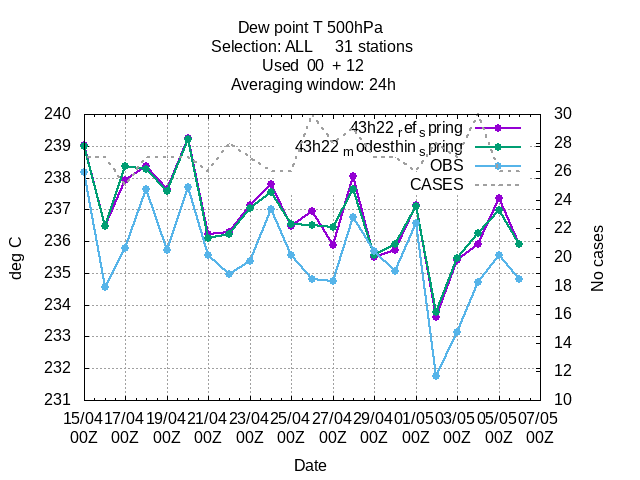 Dew point T 500hPa
Selection: ALL 31 stations
Used 00 + 12
Averaging window: 24h
240
239
238
237
236
235
234
233
232
231
30
28
26
24
22
20
18
16
14
12
10
43h22 ref spring
43h22 modesthin spring
OBS
CASES
deg C
No cases
15/04 17/04 19/04 21/04 23/04 25/04 27/04 29/04 01/05 03/05 05/05 07/05
00Z 00Z 00Z 00Z 00Z 00Z 00Z 00Z 00Z 00Z 00Z 00Z
Date